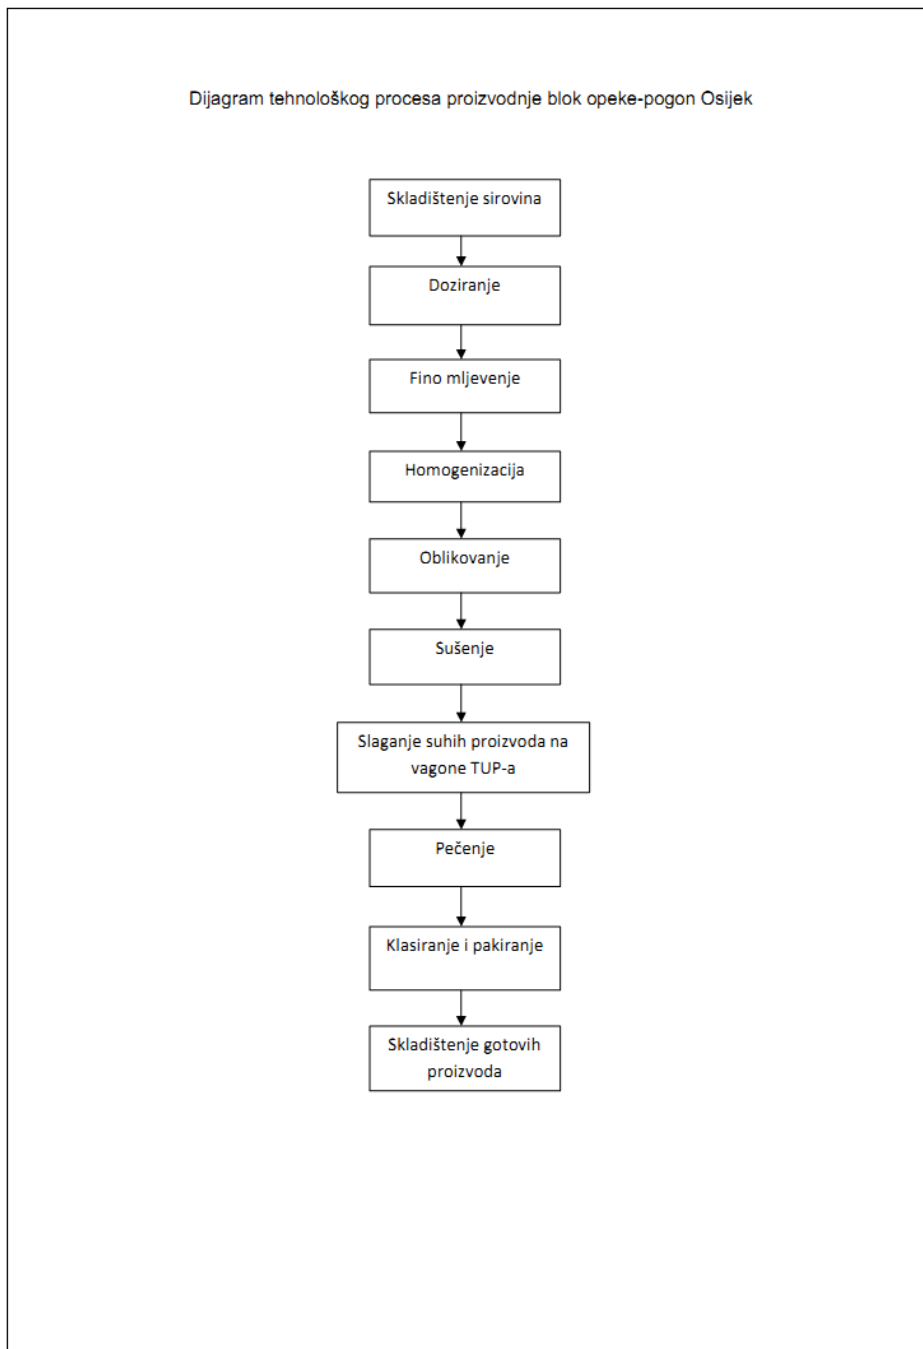 Dijagram tehnološkog procesa proizvodnje blok opeke-pogon Osijek
Skladištenje sirovina
Doziranje
Fino mljevenje
Homogenizacija
Oblikovanje
Sušenje
Slaganje suhih proizvoda na
vagone TUP-a
Pečenje
Klasiranje i pakiranje
Skladištenje gotovih
proizvoda